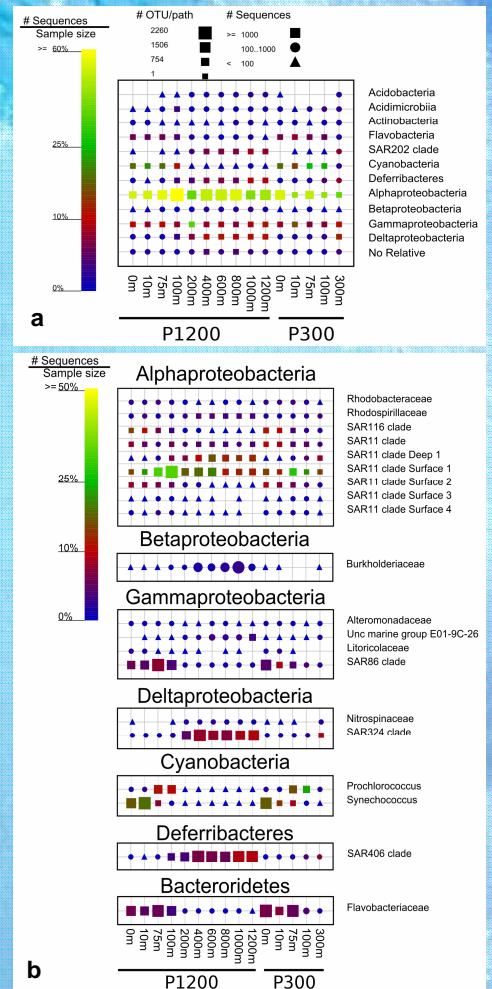 # Sequences
Sample size
>= 60%
25%
10%
0%
# OTU/path
2260
1506
754
1
# Sequences
>= 1000
100..1000
< 100
Acidobacteria
Acidimicrobiia
Actinobacteria
Flavobacteria
SAR202 clade
Cyanobacteria
Deferribacteres
Alphaproteobacteria
Betaproteobacteria
Gammaproteobacteria
Deltaproteobacteria
No Relative
0m 10m 75m 100m 200m 400m 600m 800m 1000m 1200m 0m 10m 75m 100m 300m
P1200 P300
a
# Sequences
Sample size
>= 50%
25%
10%
0%
Alphaproteobacteria
Rhodobacteraceae
Rhodospirillaceae
SAR116 clade
SAR11 clade
SAR11 clade Deep 1
SAR11 clade Surface 1
SAR11 clade Surface 2
SAR11 clade Surface 3
SAR11 clade Surface 4
Betaproteobacteria
Burkholderiaceae
Gammaproteobacteria
Alteromonadaceae
Unc marine group E01-9C-26
Litoricolaceae
SAR86 clade
Deltaproteobacteria
Nitrospinaceae
SAR324 clade
Cyanobacteria
Prochlorococcus
Synechococcus
Deferribacteres
SAR406 clade
Bacteroridetes
Flavobacteriaceae
0m 10m 75m 100m 200m 400m 600m 800m 1000m 1200m 0m 10m 75m 100m 300m
P1200 P300
b